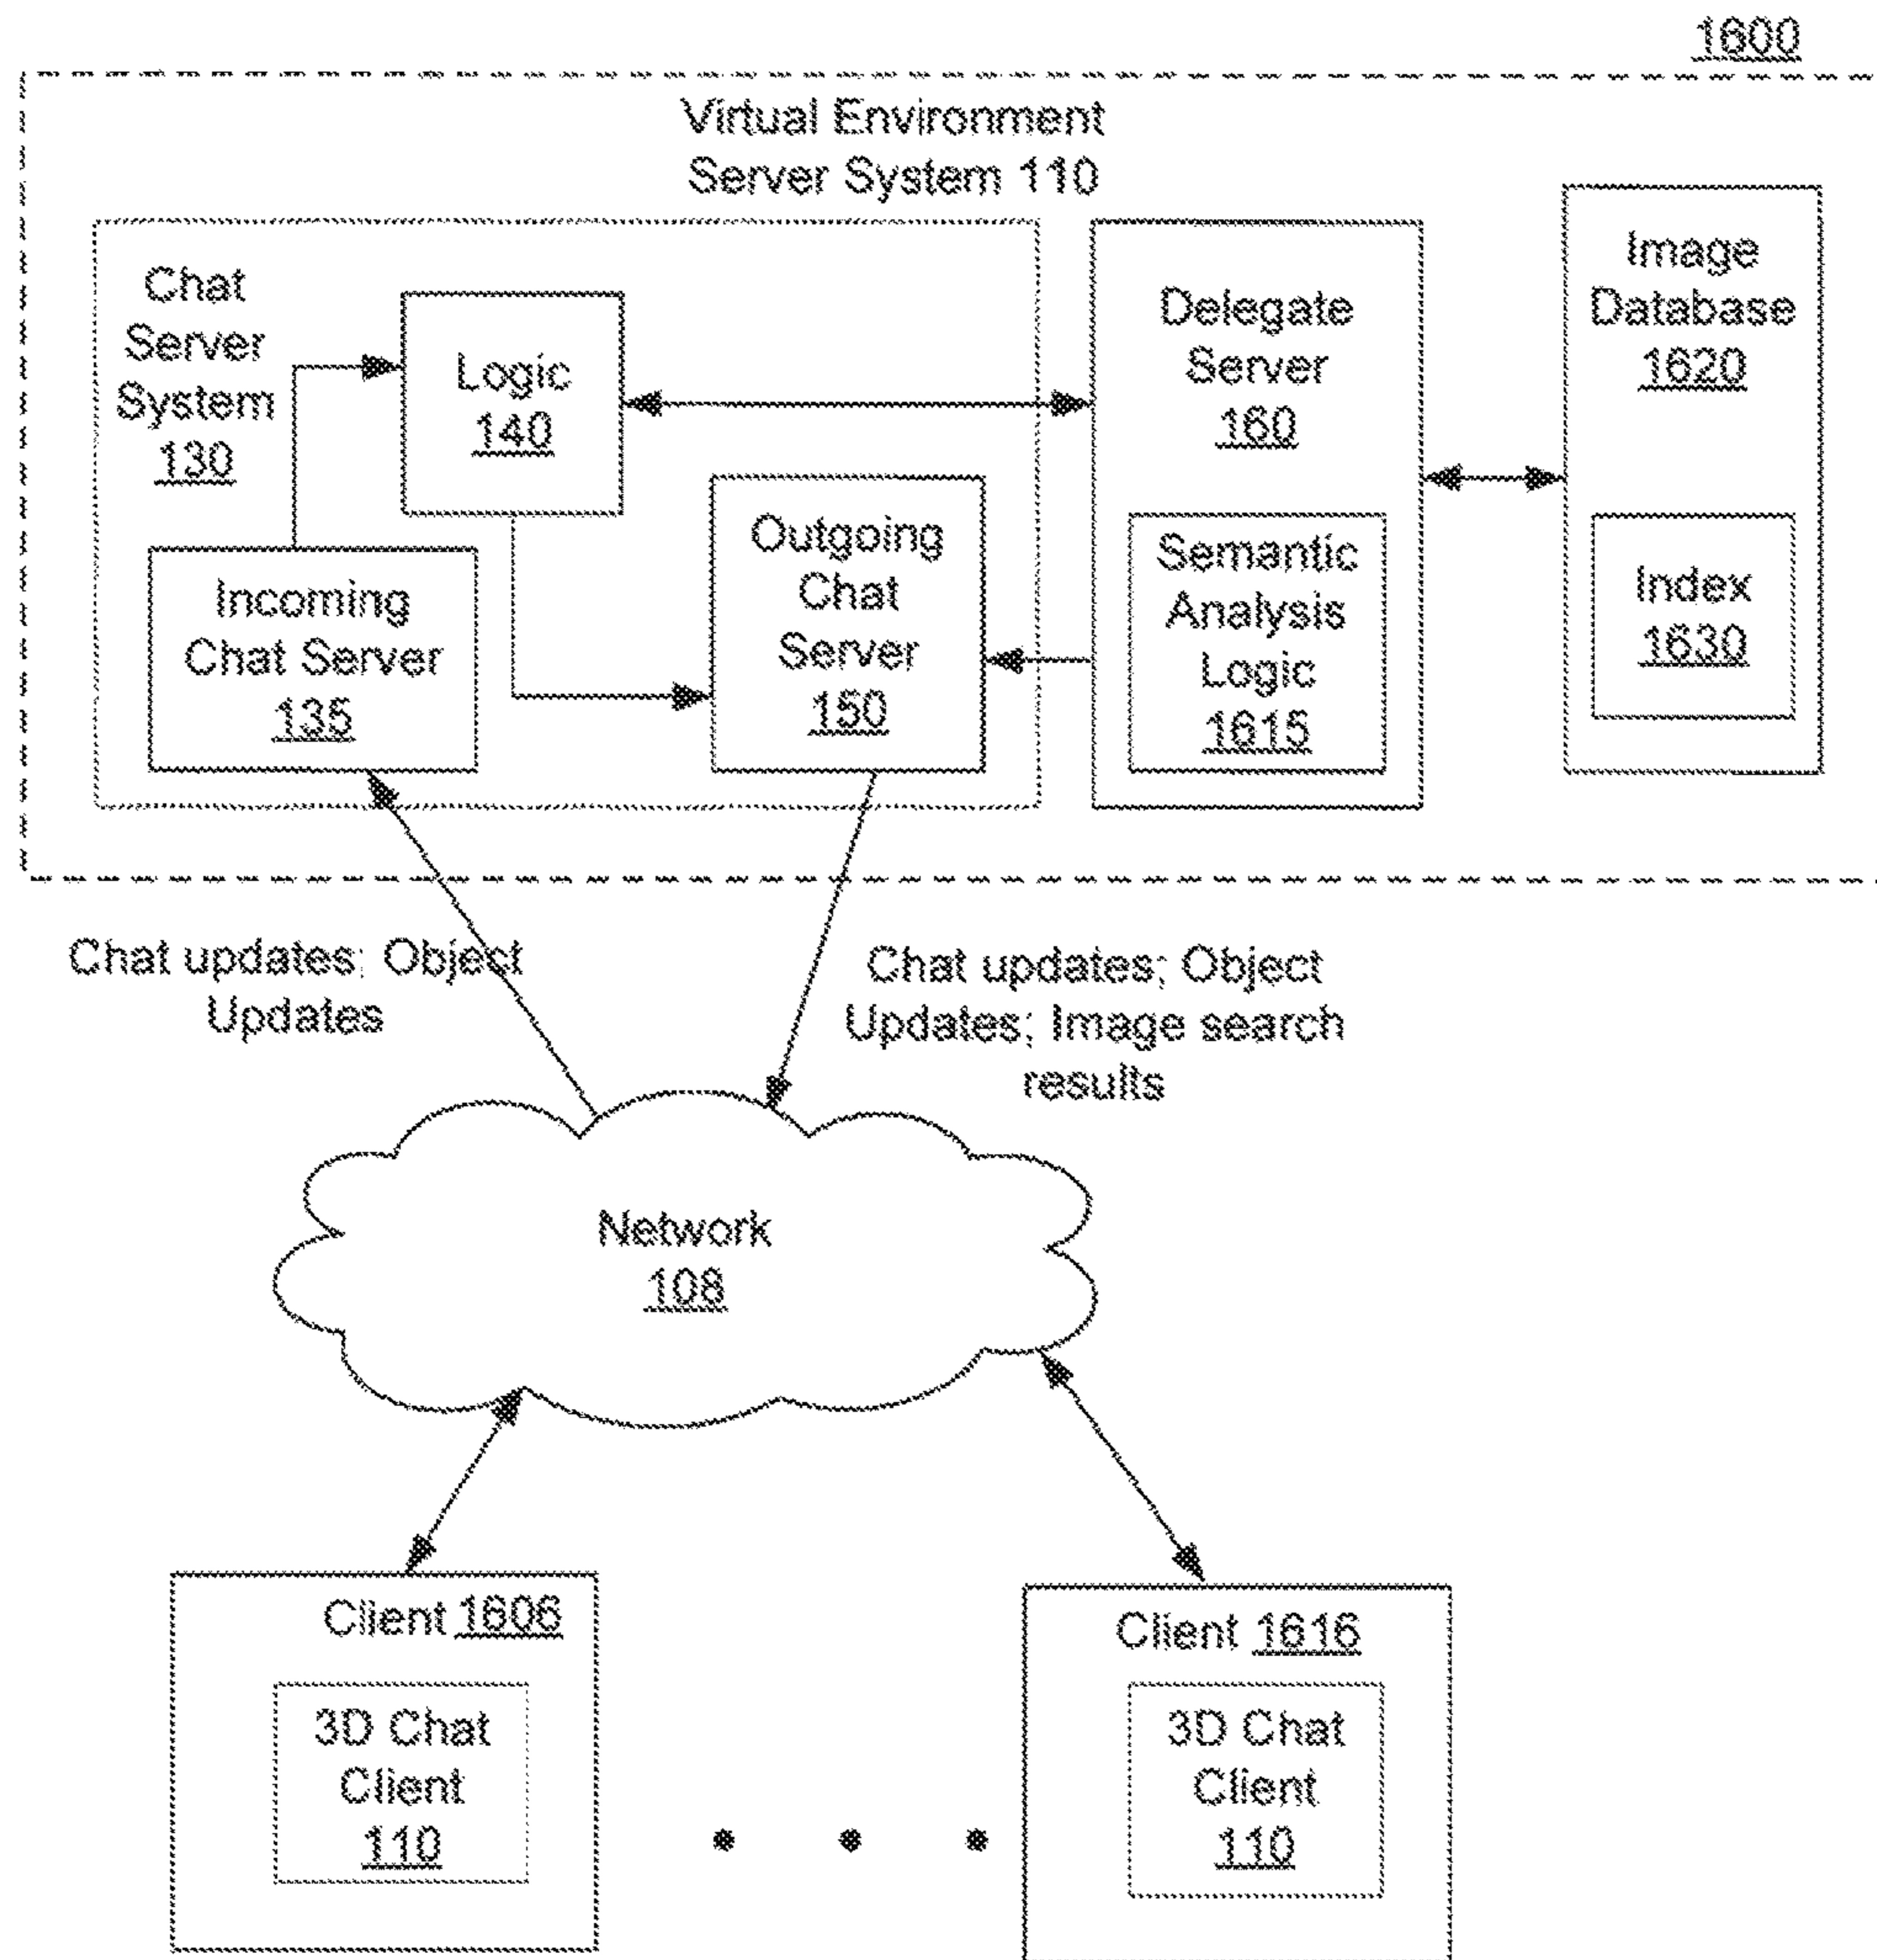 1600
Virtual Environment
Server System 110
Chat
Server
System
130
Logic
140
Incoming
Chat Server
135
Outgoing
Chat
Server
150
Delegate
Server
160
Semantic
Analysis
Logic
1615
Image
Database
1620
Index
1630
Chat updates; Object
Updates
Chat updates; Object
Updates; Image search
results
Network
108
Client 1606
3D Chat
Client
110
Client 1616
3D Chat
Client
110